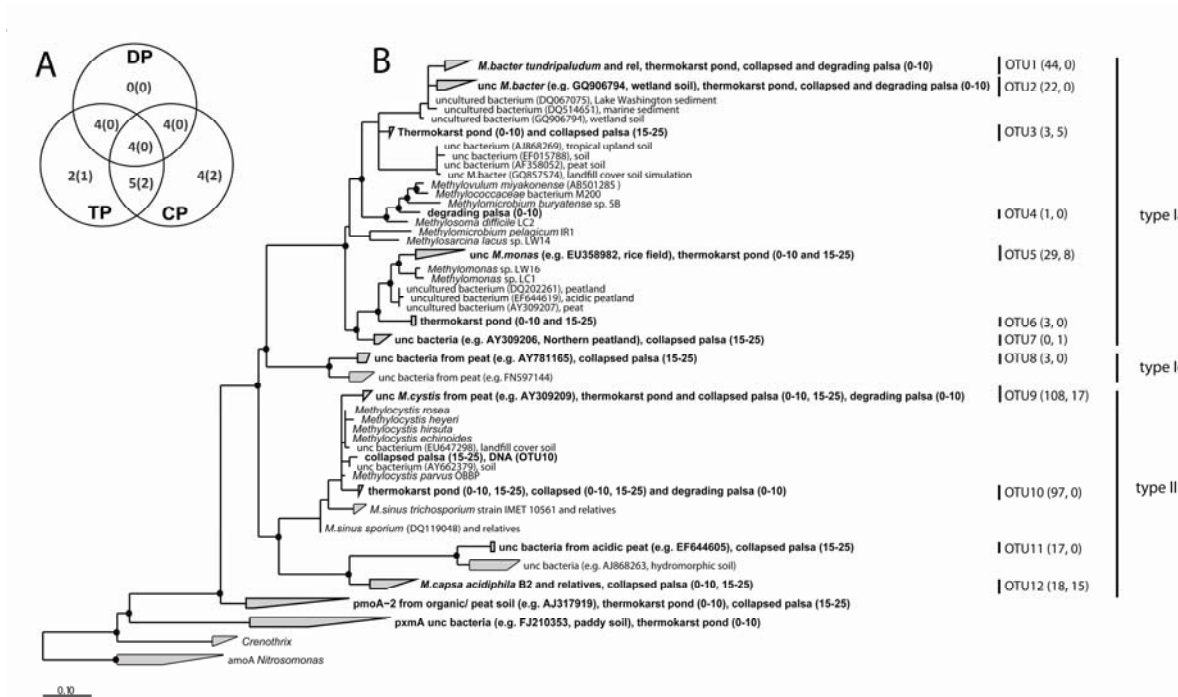 A
DP
0(0)
4(0)
4(0)
4(0)
2(1)
5(2)
4(2)
TP
CP
B
M.bacter tundripaludum and rel, thermokarst pond, collapsed and degrading palsa (0-10)
OTU1 (44, 0)
unc M.bacter (e.g. GQ906794, wetland soil), thermokarst pond, collapsed and degrading palsa (0-10)
OTU2 (22, 0)
uncultured bacterium (DQ067075), Lake Washington sediment
uncultured bacterium (DQ514651), marine sediment
uncultured bacterium (GQ906794), wetland soil
Thermokarst pond (0-10) and collapsed palsa (15-25)
OTU3 (3, 5)
unc bacterium (AJ868269), tropical upland soil
unc bacterium (EF015788), soil
unc bacterium (AF358052), peat soil
unc M.bacter (GQ857574), landfill cover soil simulation
Methylovulum miyakonense (AB501285 )
Methylococcaceae bacterium M200
Methylomicrobium buryatense sp. 5B
degrading palsa (0-10)
OTU4 (1, 0)
Methylosoma difficile LC2
Methylomicrobium pelagicum IR1
Methylosarcina lacus sp. LW14
type Ia
unc M.monas (e.g. EU358982, rice field), thermokarst pond (0-10 and 15-25)
OTU5 (29, 8)
Methylomonas sp. LW16
Methylomonas sp. LC1
uncultured bacterium (DQ202261), peatland
uncultured bacterium (EF644619), acidic peatland
uncultured bacterium (AY309207), peat
thermokarst pond (0-10 and 15-25)
OTU6 (3, 0)
unc bacteria (e.g. AY309206, Northern peatland), collapsed palsa (15-25)
OTU7 (0, 1)
unc bacteria from peat (e.g. AY781165), collapsed palsa (15-25)
OTU8 (3, 0)
unc bacteria from peat (e.g. FN597144)
unc M.cystis from peat (e.g. AY309209), thermokarst pond and collapsed palsa (0-10, 15-25), degrading palsa (0-10)
OTU9 (108, 17)
Methylocystis rosea
Methylocystis heyeri
Methylocystis hirsuta
Methylocystis echinoides
unc bacterium (EU647298), landfill cover soil
collapsed palsa (15-25), DNA (OTU10)
unc bacterium (AY662379), soil
Methylocystis parvus OBBP
thermokarst pond (0-10, 15-25), collapsed (0-10, 15-25) and degrading palsa (0-10)
OTU10 (97, 0)
type II
M.sinus trichosporium strain IMET 10561 and relatives
M.sinus sporium (DQ119048) and relatives
unc bacteria from acidic peat (e.g. EF644605), collapsed palsa (15-25)
OTU11 (17, 0)
unc bacteria (e.g. AJ868263, hydromorphic soil)
M.capsa acidiphila B2 and relatives, collapsed palsa (0-10, 15-25)
OTU12 (18, 15)
pmoA-2 from organic/ peat soil (e.g. AJ317919), thermokarst pond (0-10), collapsed palsa (15-25)
pxmA unc bacteria (e.g. FJ210353, paddy soil), thermokarst pond (0-10)
Crenothrix
amoA Nitrosomonas
0.10